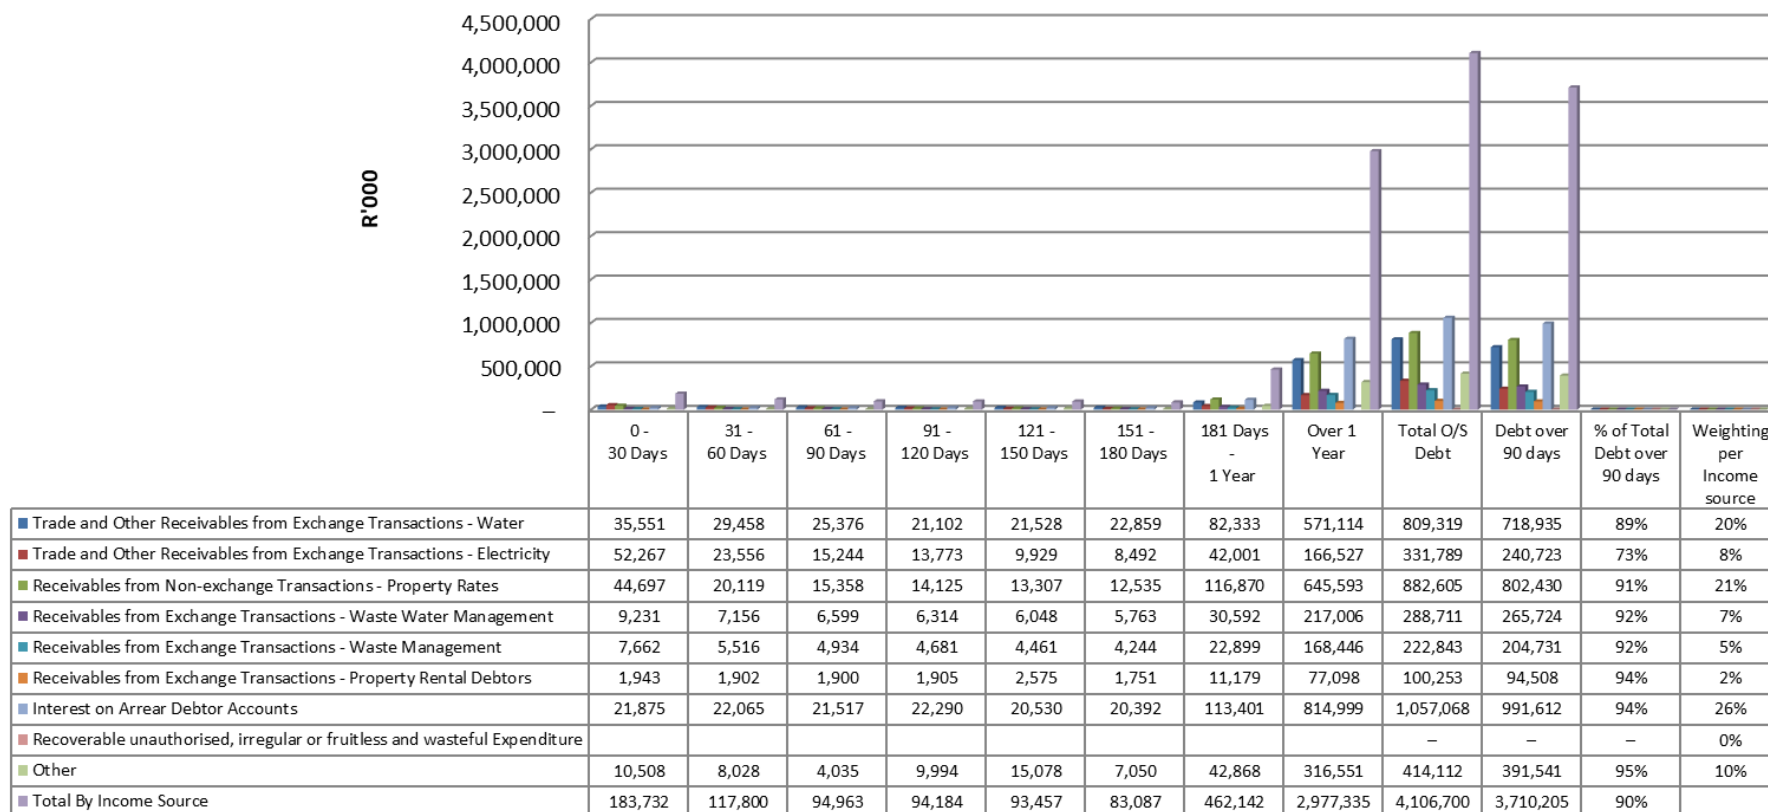 4,500,000
4,000,000
3,500,000
3,000,000
2,500,000
2,000,000
1,500,000
1,000,000
500,000
–
R'000
0 - 30 Days 31 - 60 Days 61 - 90 Days 91 - 120 Days 121 - 150 Days 151 - 180 Days 181 Days - 1 Year Over 1 Year Total O/S Debt Debt over 90 days % of Total Debt over 90 days Weighting per Income source
Trade and Other Receivables from Exchange Transactions - Water 35,551 29,458 25,376 21,102 21,528 22,859 82,333 571,114 809,319 718,935 89% 20%
Trade and Other Receivables from Exchange Transactions - Electricity 52,267 23,556 15,244 13,773 9,929 8,492 42,001 166,527 331,789 240,723 73% 8%
Receivables from Non-exchange Transactions - Property Rates 44,697 20,119 15,358 14,125 13,307 12,535 116,870 645,593 882,605 802,430 91% 21%
Receivables from Exchange Transactions - Waste Water Management 9,231 7,156 6,599 6,314 6,048 5,763 30,592 217,006 288,711 265,724 92% 7%
Receivables from Exchange Transactions - Waste Management 7,662 5,516 4,934 4,681 4,461 4,244 22,899 168,446 222,843 204,731 92% 5%
Receivables from Exchange Transactions - Property Rental Debtors 1,943 1,902 1,900 1,905 2,575 1,751 11,179 77,098 100,253 94,508 94% 2%
Interest on Arrear Debtor Accounts 21,875 22,065 21,517 22,290 20,530 20,392 113,401 814,999 1,057,068 991,612 94% 26%
Recoverable unauthorised, irregular or fruitless and wasteful Expenditure – – – 0%
Other 10,508 8,028 4,035 9,994 15,078 7,050 42,868 316,551 414,112 391,541 95% 10%
Total By Income Source 183,732 117,800 94,963 94,184 93,457 83,087 462,142 2,977,335 4,106,700 3,710,205 90%